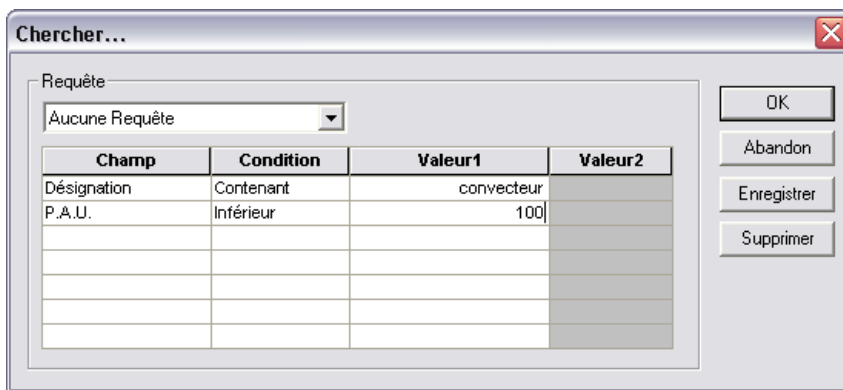 Chercher...
Requête
Aucune Requête
OK
Abandon
Enregistrer
Supprimer
Champ Condition Valeur1 Valeur2
Désignation Contenant convecteur
P.A.U. Inférieur 100